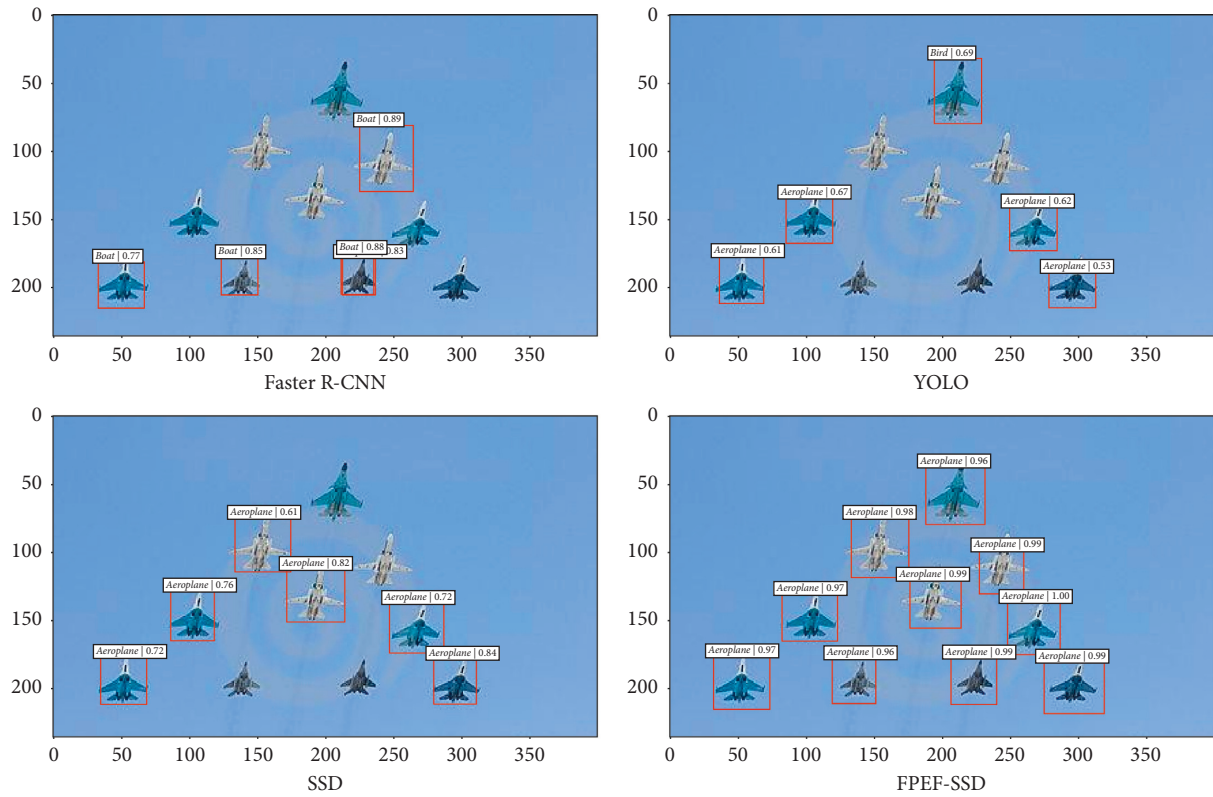 0
50
100
150
200
Boat | 0.89
Boat | 0.77
Boat | 0.85
Boat | 0.88
0.83
0 50 100 150 200 250 300 350
Faster R-CNN
0
50
100
150
200
Bird | 0.69
Aeroplane | 0.67
Aeroplane | 0.62
Aeroplane | 0.61
Aeroplane | 0.53
0 50 100 150 200 250 300 350
YOLO
0
50
100
150
200
Aeroplane | 0.61
Aeroplane | 0.82
Aeroplane | 0.76
Aeroplane | 0.72
Aeroplane | 0.72
Aeroplane | 0.84
0 50 100 150 200 250 300 350
SSD
0
50
100
150
200
Aeroplane | 0.96
Aeroplane | 0.98
Aeroplane | 0.99
Aeroplane | 0.99
Aeroplane | 0.97
Aeroplane | 1.00
Aeroplane | 0.97
Aeroplane | 0.96
Aeroplane | 0.99
Aeroplane | 0.99
0 50 100 150 200 250 300 350
FPEF-SSD